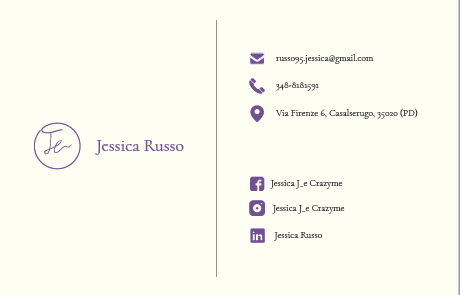 Je
Jessica Russo
russo95.jessica@gmail.com
348-8181591
Via Firenze 6, Casalserugo, 35020 (PD)
Jessica J_e Crazyme
Jessica J_e Crazyme
Jessica Russo